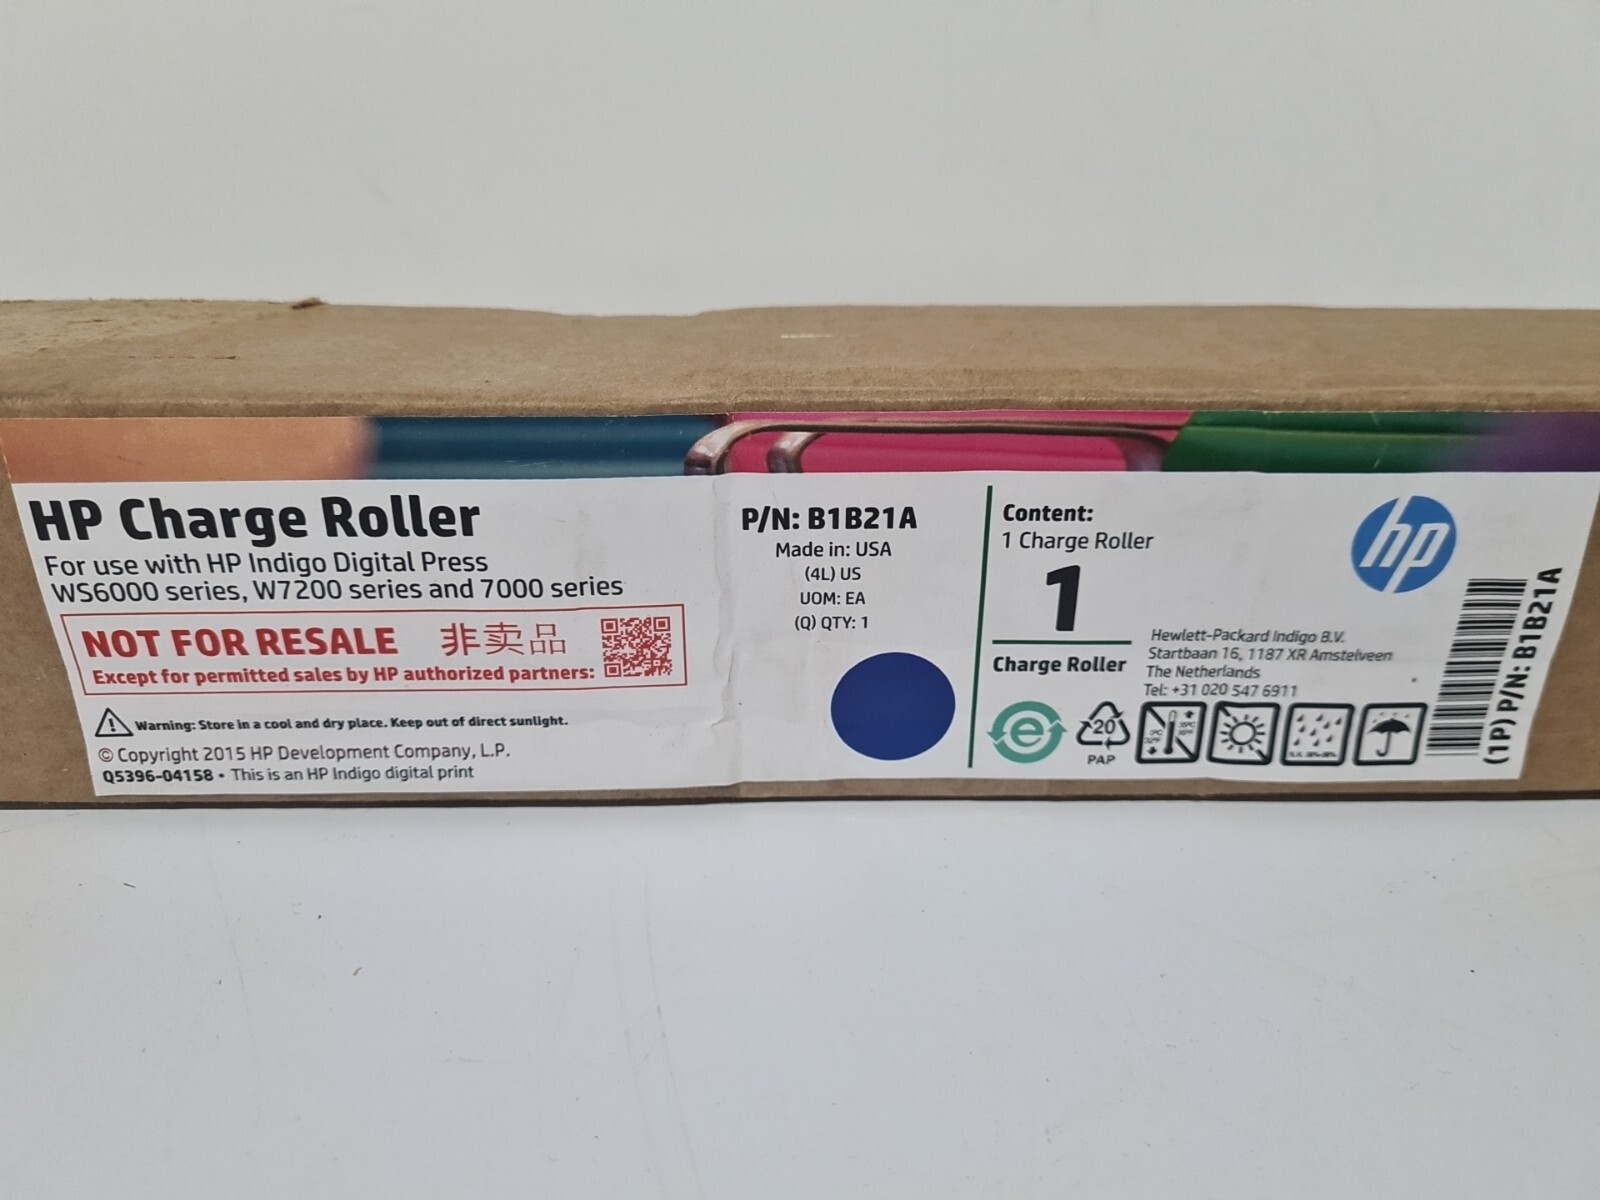 HP Charge Roller
For use with HP Indigo Digital Press
WS6000 series, W7200 series and 7000 series
NOT FOR RESALE 非卖品
Except for permitted sales by HP authorized partners:
Warning: Store in a cool and dry place. Keep out of direct sunlight.
© Copyright 2015 HP Development Company, L.P.
Q5396-04158 • This is an HP Indigo digital print
P/N: B1B21A
Made in: USA
(4L) US
UOM: EA
(Q) QTY: 1
Content:
1 Charge Roller
1
Charge Roller
hp
Hewlett-Packard Indigo B.V.
Startbaan 16, 1187 XR Amstelveen
The Netherlands
Tel: +31 020 547 6911
e
20
PAP
(1P) P/N: B1B21A